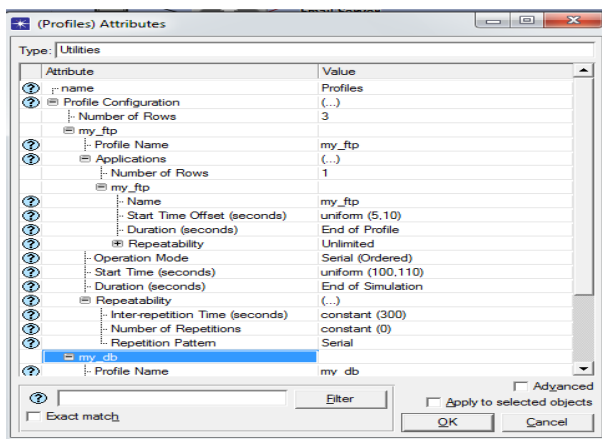 Email Server
(Profiles) Attributes
Type: Utilities
Attribute Value
name Profiles
Profile Configuration (...)
Number of Rows 3
my_ftp
Profile Name my_ftp
Applications (...)
Number of Rows 1
my_ftp
Name my_ftp
Start Time Offset (seconds) uniform (5,10)
Duration (seconds) End of Profile
Repeatability Unlimited
Operation Mode Serial (Ordered)
Start Time (seconds) uniform (100,110)
Duration (seconds) End of Simulation
Repeatability (...)
Inter-repetition Time (seconds) constant (300)
Number of Repetitions constant (0)
Repetition Pattern Serial
my_db
Profile Name my_db
Advanced
Filter
Apply to selected objects
Exact match
OK Cancel